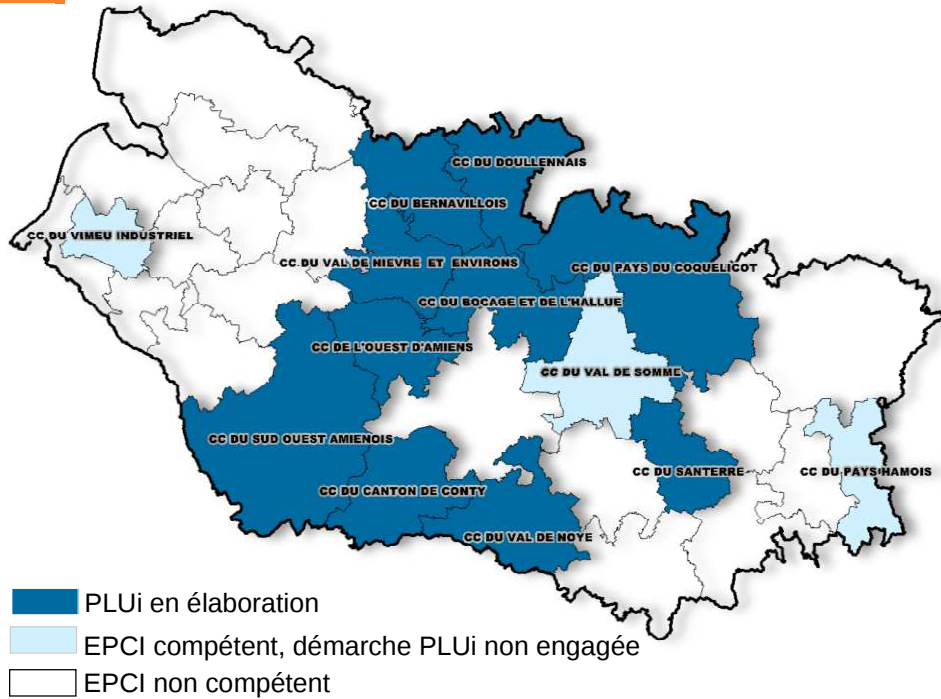 CC DU DOULLENNAIS
CC DU BERNAVILLOIS
CC DU VIMEU INDUSTRIEL
CC DU VAL DE NIEVRE ET ENVIRONS
CC DU PAYS DU COQUELICOT
CC DU BOCAGE ET DE L'HALLUE
CC DE L'OUEST D'AMIENS
CC DU VAL DE SOMME
CC DU SUD OUEST AMIENOIS
CC DU SANTERRE
CC DU PAYS HAMOIS
CC DU CANTON DE CONTY
CC DU VAL DE NOYE
PLUi en élaboration
EPCI compétent, démarche PLUi non engagée
EPCI non compétent